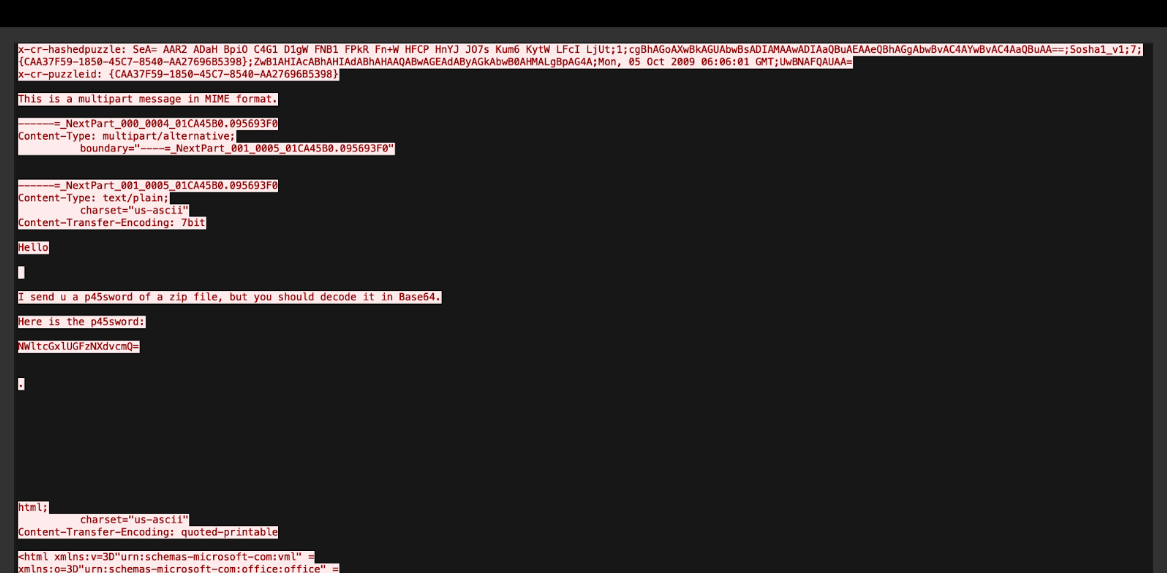 x-cr-hashedpuzzle: SeA= AAR2 ADaH BpiO C4G1 D1gW FNB1 FPkR Fn+W HFCP HnYJ JO7s Kum6 KytW LFcI LjUt;1;cgBhAGoAXwBkAGUAbwBsADIAMAAwADIAaQBuAEAAeQBhAGgAbwBvAC4AYwBvAC4AaQBuAA==;Sosha1_v1;7;
{CAA37F59-1850-45C7-8540-AA27696B5398};ZwB1AHIAcABhAHIAdABhAHAAQABwAGEAdAByAGkAbwB0AHMALgBpAG4A;Mon, 05 Oct 2009 06:06:01 GMT;UwBNAFQAUAA=
x-cr-puzzleid: {CAA37F59-1850-45C7-8540-AA27696B5398}
This is a multipart message in MIME format.
------=_NextPart_000_0004_01CA45B0.095693F0
Content-Type: multipart/alternative;
boundary="----=_NextPart_001_0005_01CA45B0.095693F0"
------=_NextPart_001_0005_01CA45B0.095693F0
Content-Type: text/plain;
charset="us-ascii"
Content-Transfer-Encoding: 7bit
Hello
I send u a p45sword of a zip file, but you should decode it in Base64.
Here is the p45sword:
NWltcGxlUGFzNXdvcmQ=
.
html;
charset="us-ascii"
Content-Transfer-Encoding: quoted-printable
<html xmlns:v=3D"urn:schemas-microsoft-com:vml" =
xmlns:o=3D"urn:schemas-microsoft-com:office:office" =